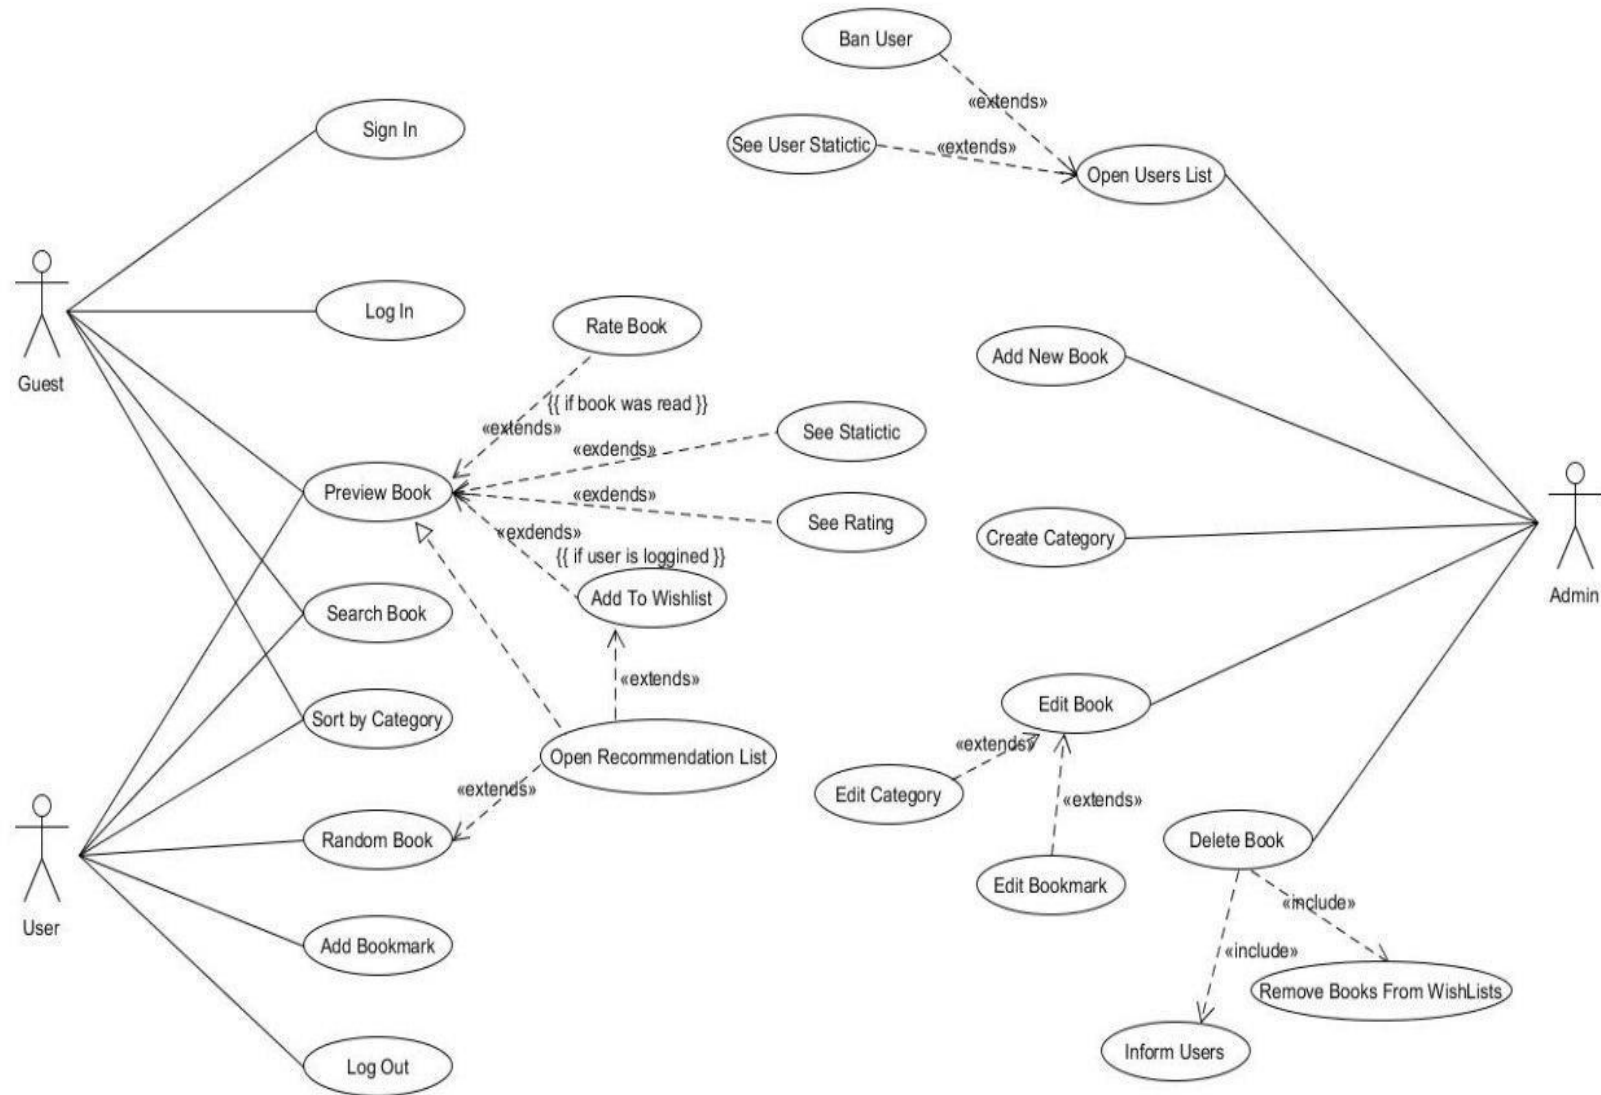 Ban User
«extends»
Sign In
See User Statictic
«extends»
Open Users List
Log In
Rate Book
Guest
Add New Book
{{ if book was read }}
«extends»
See Statictic
«exdends»
Preview Book
«exdends»
See Rating
«exdends»
Create Category
{{ if user is loggined }}
Add To Wishlist
Admin
Search Book
«extends»
Edit Book
Sort by Category
«extends»
Open Recommendation List
«extends»
Edit Category
«extends»
Random Book
Delete Book
Edit Bookmark
«include»
User
Add Bookmark
«include»
Remove Books From WishLists
Inform Users
Log Out